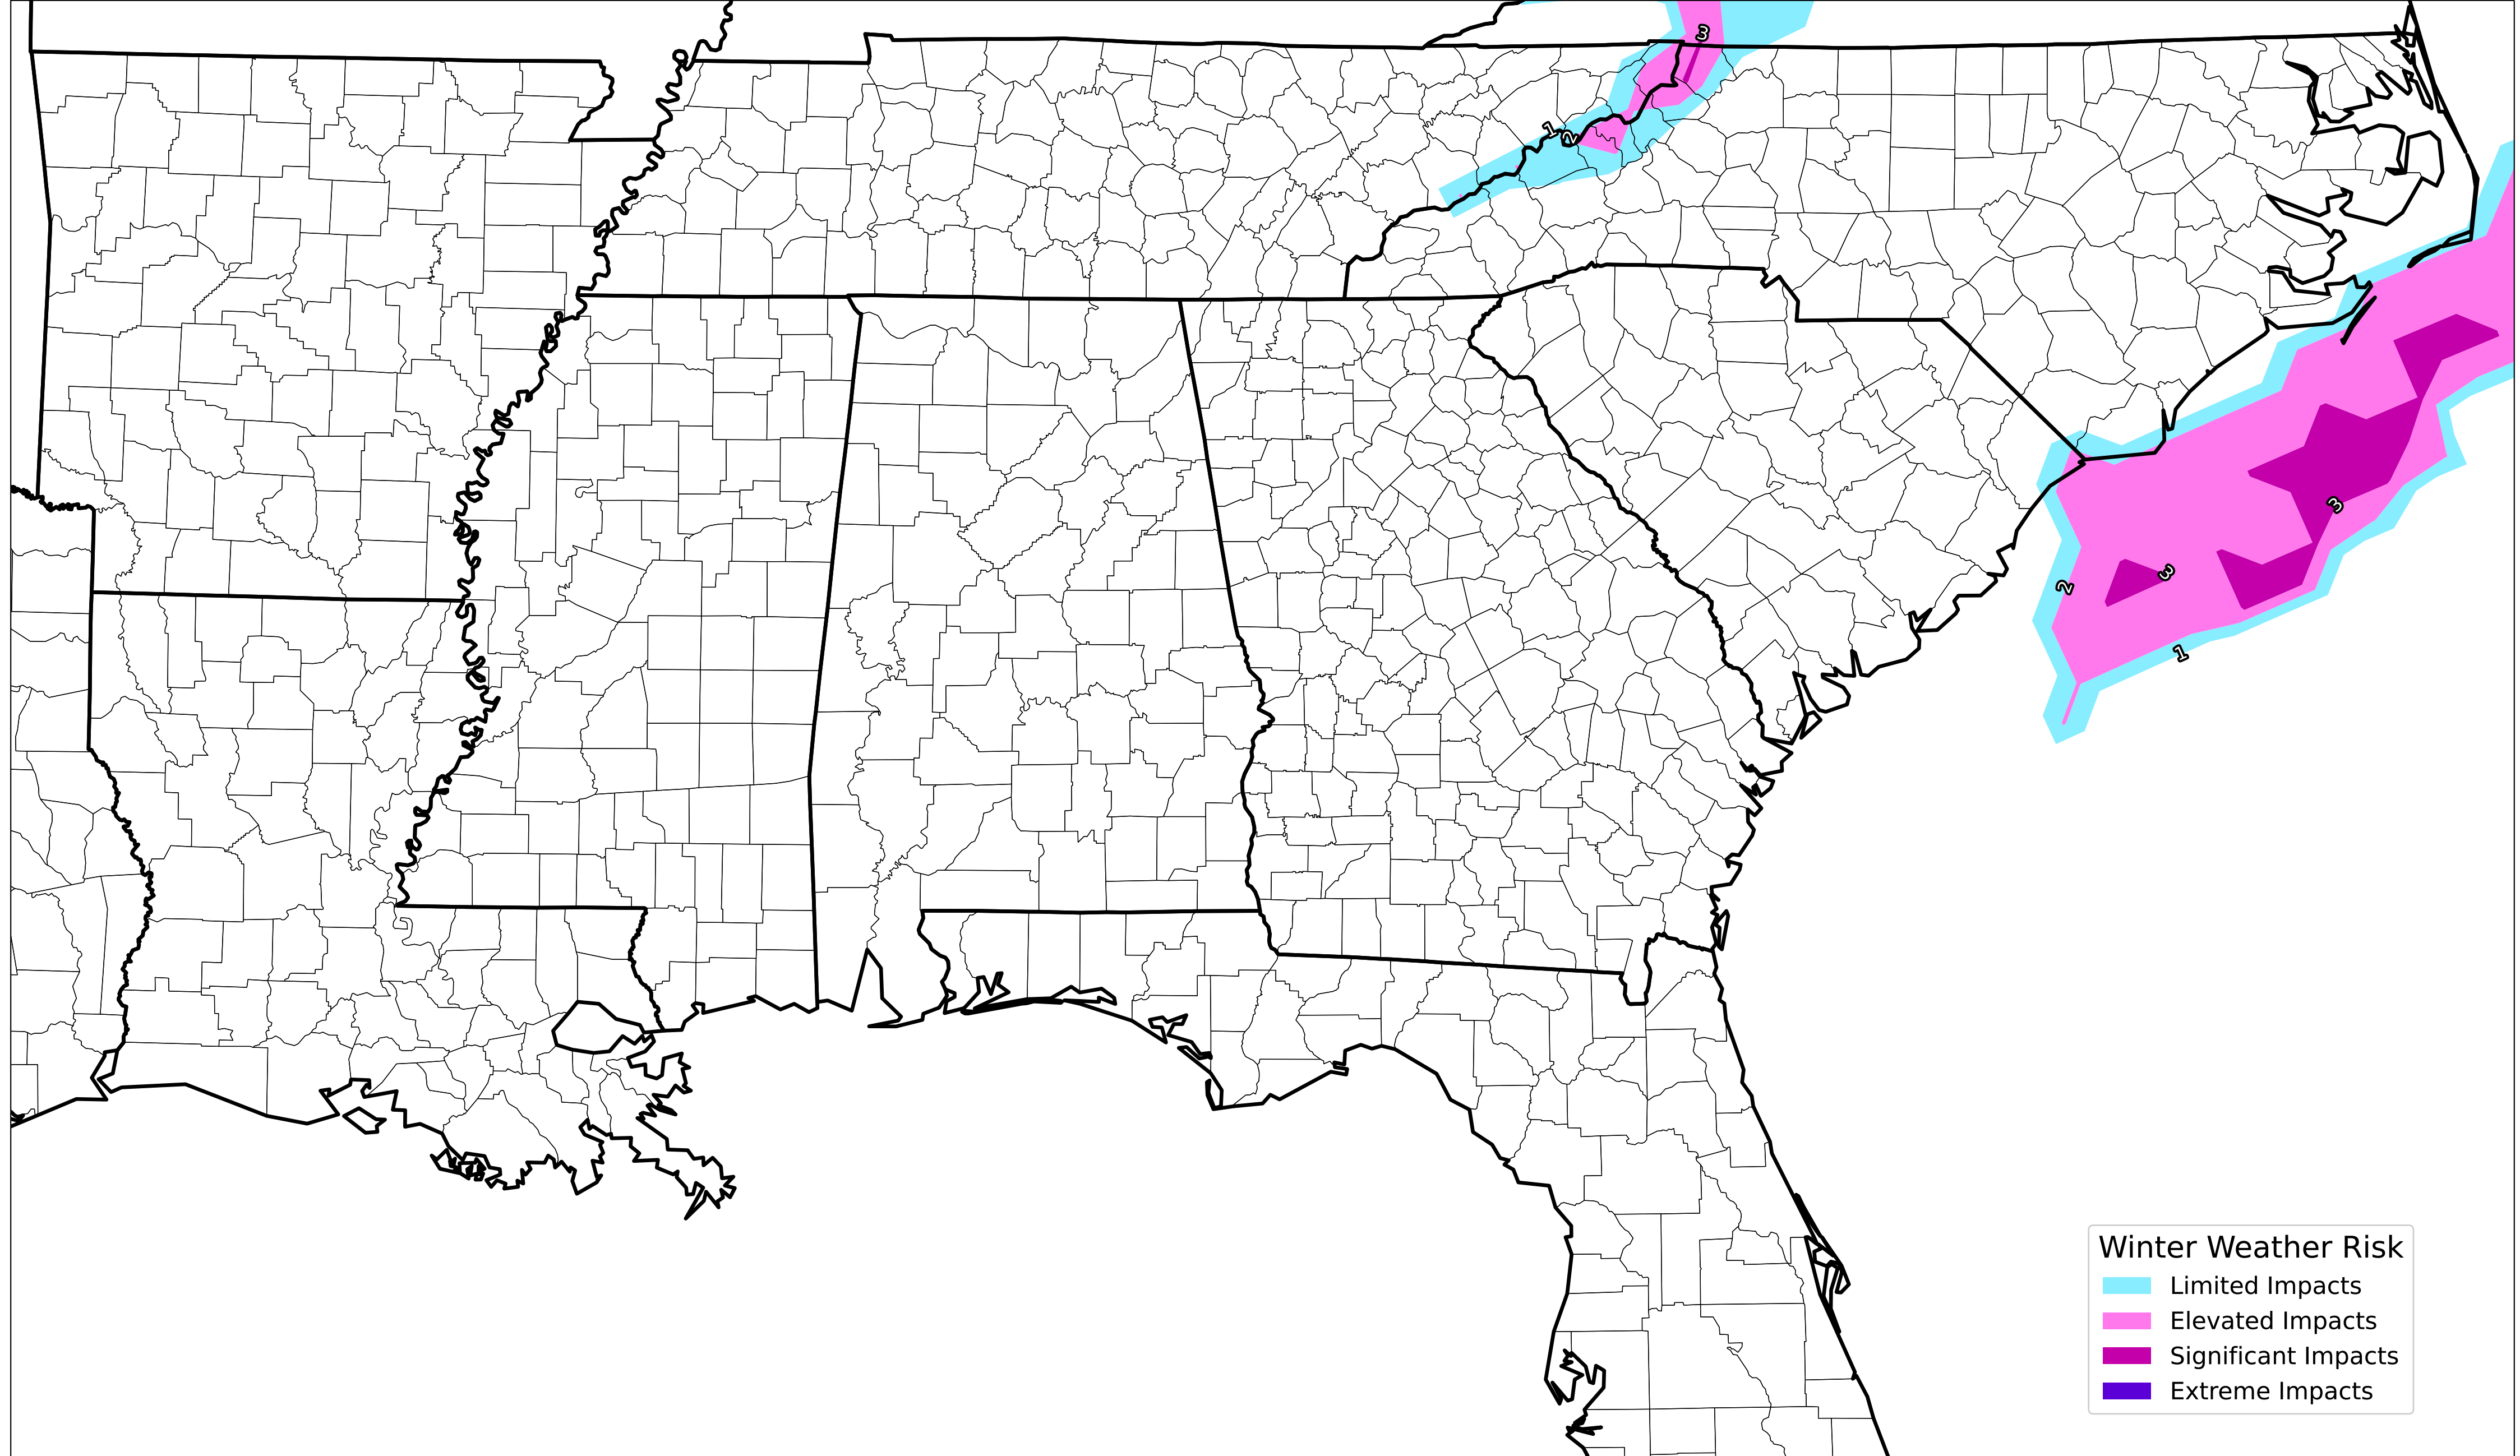 3
1
2
3
3
2
1
Winter Weather Risk
Limited Impacts
Elevated Impacts
Significant Impacts
Extreme Impacts